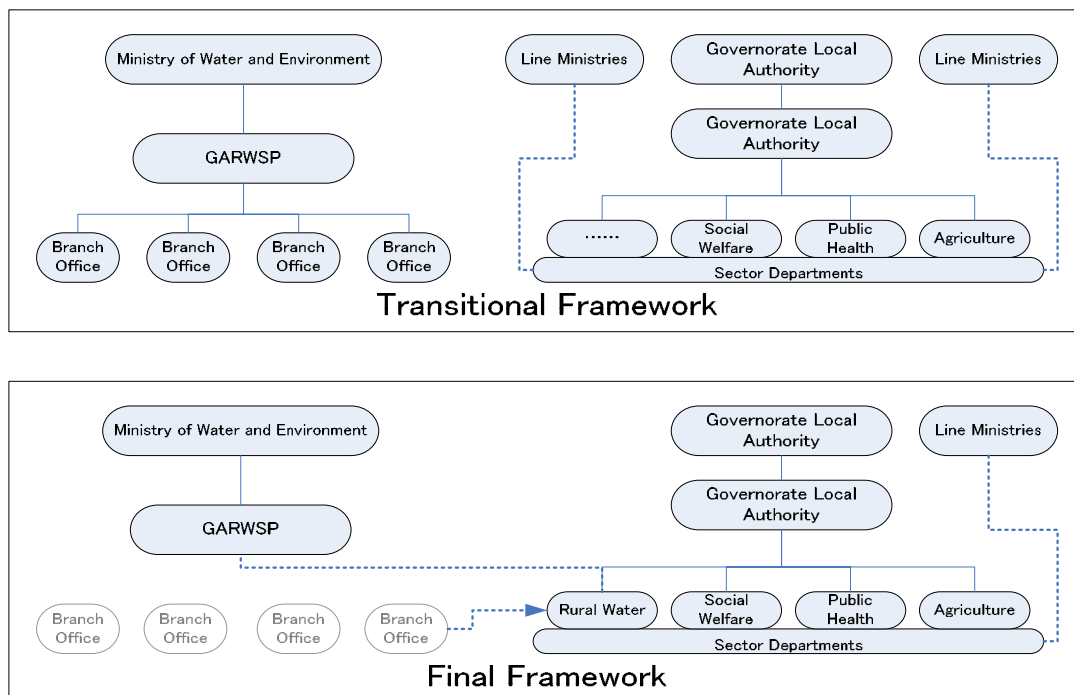 Ministry of Water and Environment
Line Ministries
Governorate Local
Authority
Line Ministries
GARWSP
Governorate Local
Authority
Branch
Office
Branch
Office
Branch
Office
Branch
Office
......
Social
Welfare
Public
Health
Agriculture
Sector Departments
Transitional Framework
Ministry of Water and Environment
Governorate Local
Authority
Line Ministries
GARWSP
Governorate Local
Authority
Branch
Office
Branch
Office
Branch
Office
Branch
Office
Rural Water
Social
Welfare
Public
Health
Agriculture
Sector Departments
Final Framework